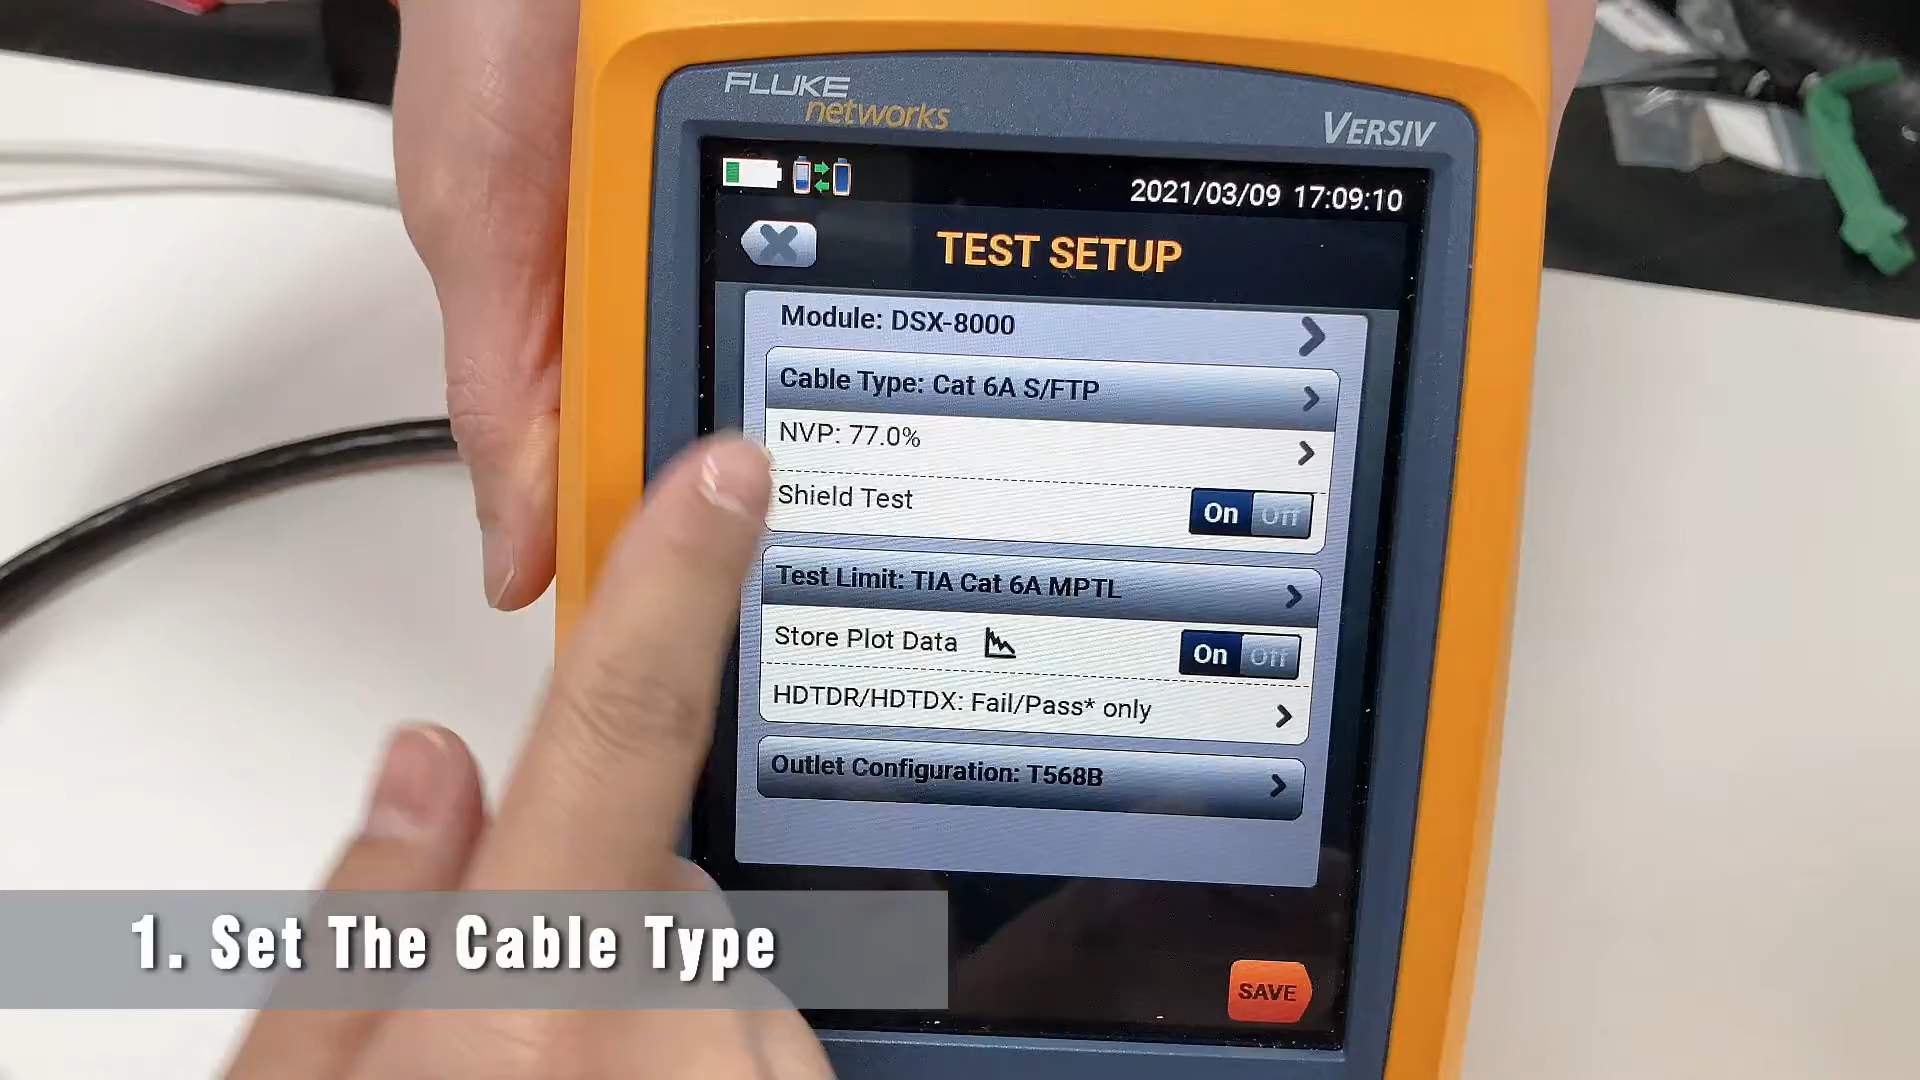 FLUKE
networks
VERSIV
2021/03/09 17:09:10
TEST SETUP
Module: DSX-8000
Cable Type: Cat 6A S/FTP
NVP: 77.0%
Shield Test On Off
Test Limit: TIA Cat 6A MPTL
Store Plot Data On Off
HDTDR/HDTDX: Fail/Pass* only
Outlet Configuration: T568B
SAVE
1. Set The Cable Type